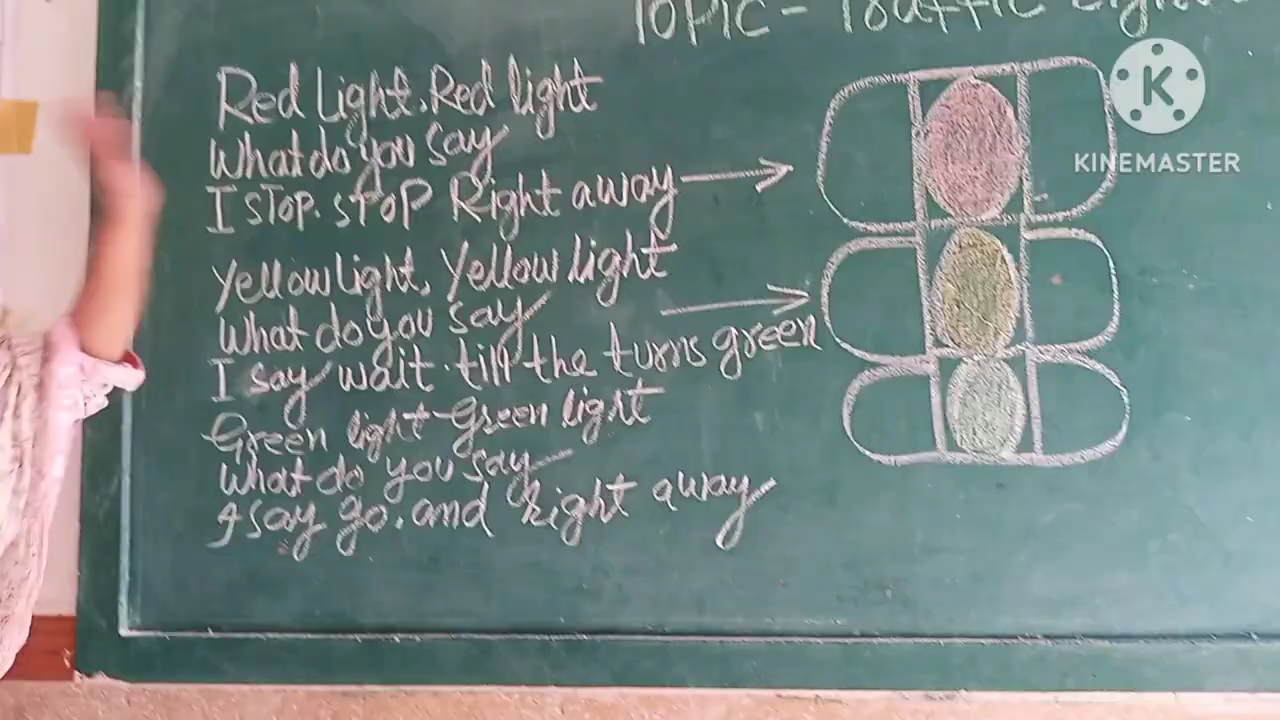 Topic - Traffic Light
Red Light, Red light
What do you say
I STOP. STOP Right away
Yellow light, Yellow light
What do you say
I say wait till the turns green
Green light-Green light
What do you say
I say go. and Right away
KINEMASTER